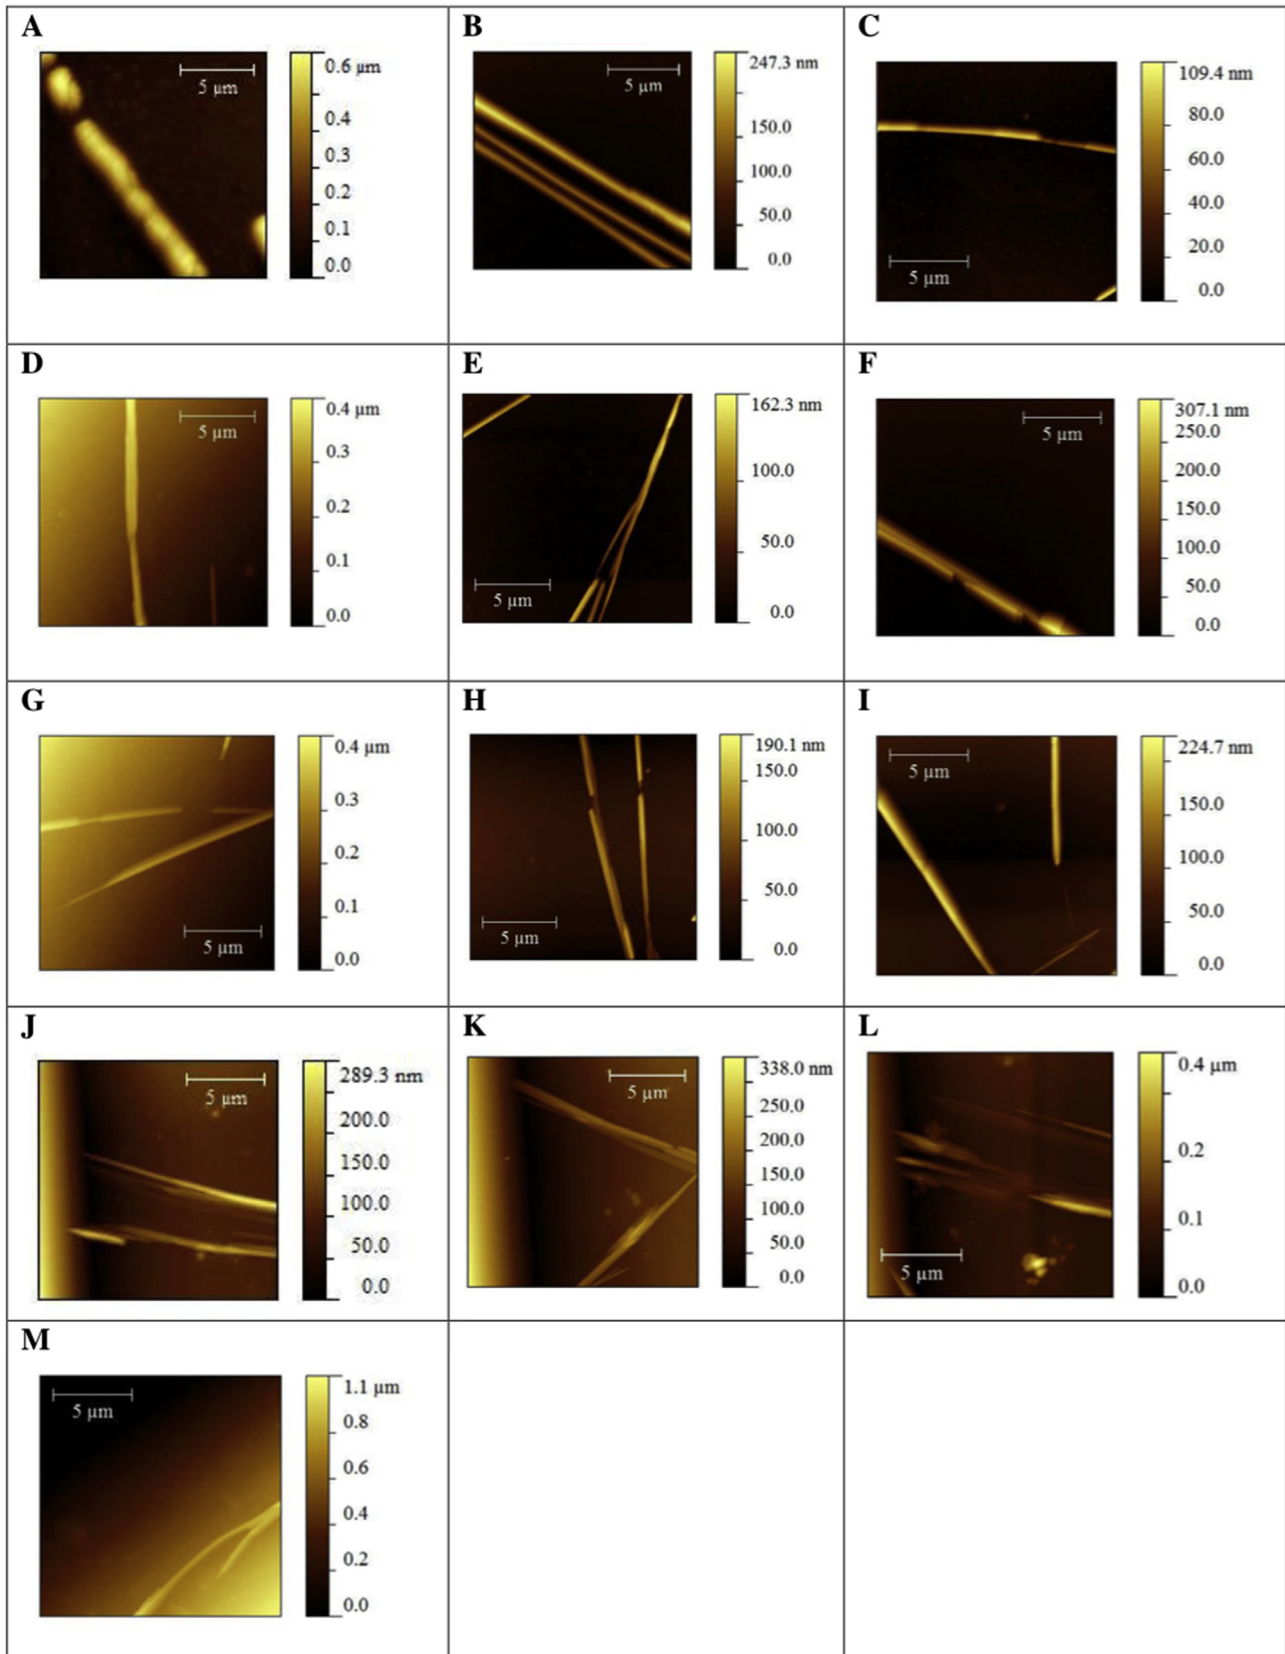 A
5 µm
0.6 µm
0.4
0.3
0.2
0.1
0.0
B
5 µm
247.3 nm
150.0
100.0
50.0
0.0
C
5 µm
109.4 nm
80.0
60.0
40.0
20.0
0.0
D
5 µm
0.4 µm
0.3
0.2
0.1
0.0
E
5 µm
162.3 nm
100.0
50.0
0.0
F
5 µm
307.1 nm
250.0
200.0
150.0
100.0
50.0
0.0
G
5 µm
0.4 µm
0.3
0.2
0.1
0.0
H
5 µm
190.1 nm
150.0
100.0
50.0
0.0
I
5 µm
224.7 nm
150.0
100.0
50.0
0.0
J
5 µm
289.3 nm
200.0
150.0
100.0
50.0
0.0
K
5 µm
338.0 nm
250.0
200.0
150.0
100.0
50.0
0.0
L
5 µm
0.4 µm
0.2
0.1
0.0
M
5 µm
1.1 µm
0.8
0.6
0.4
0.2
0.0